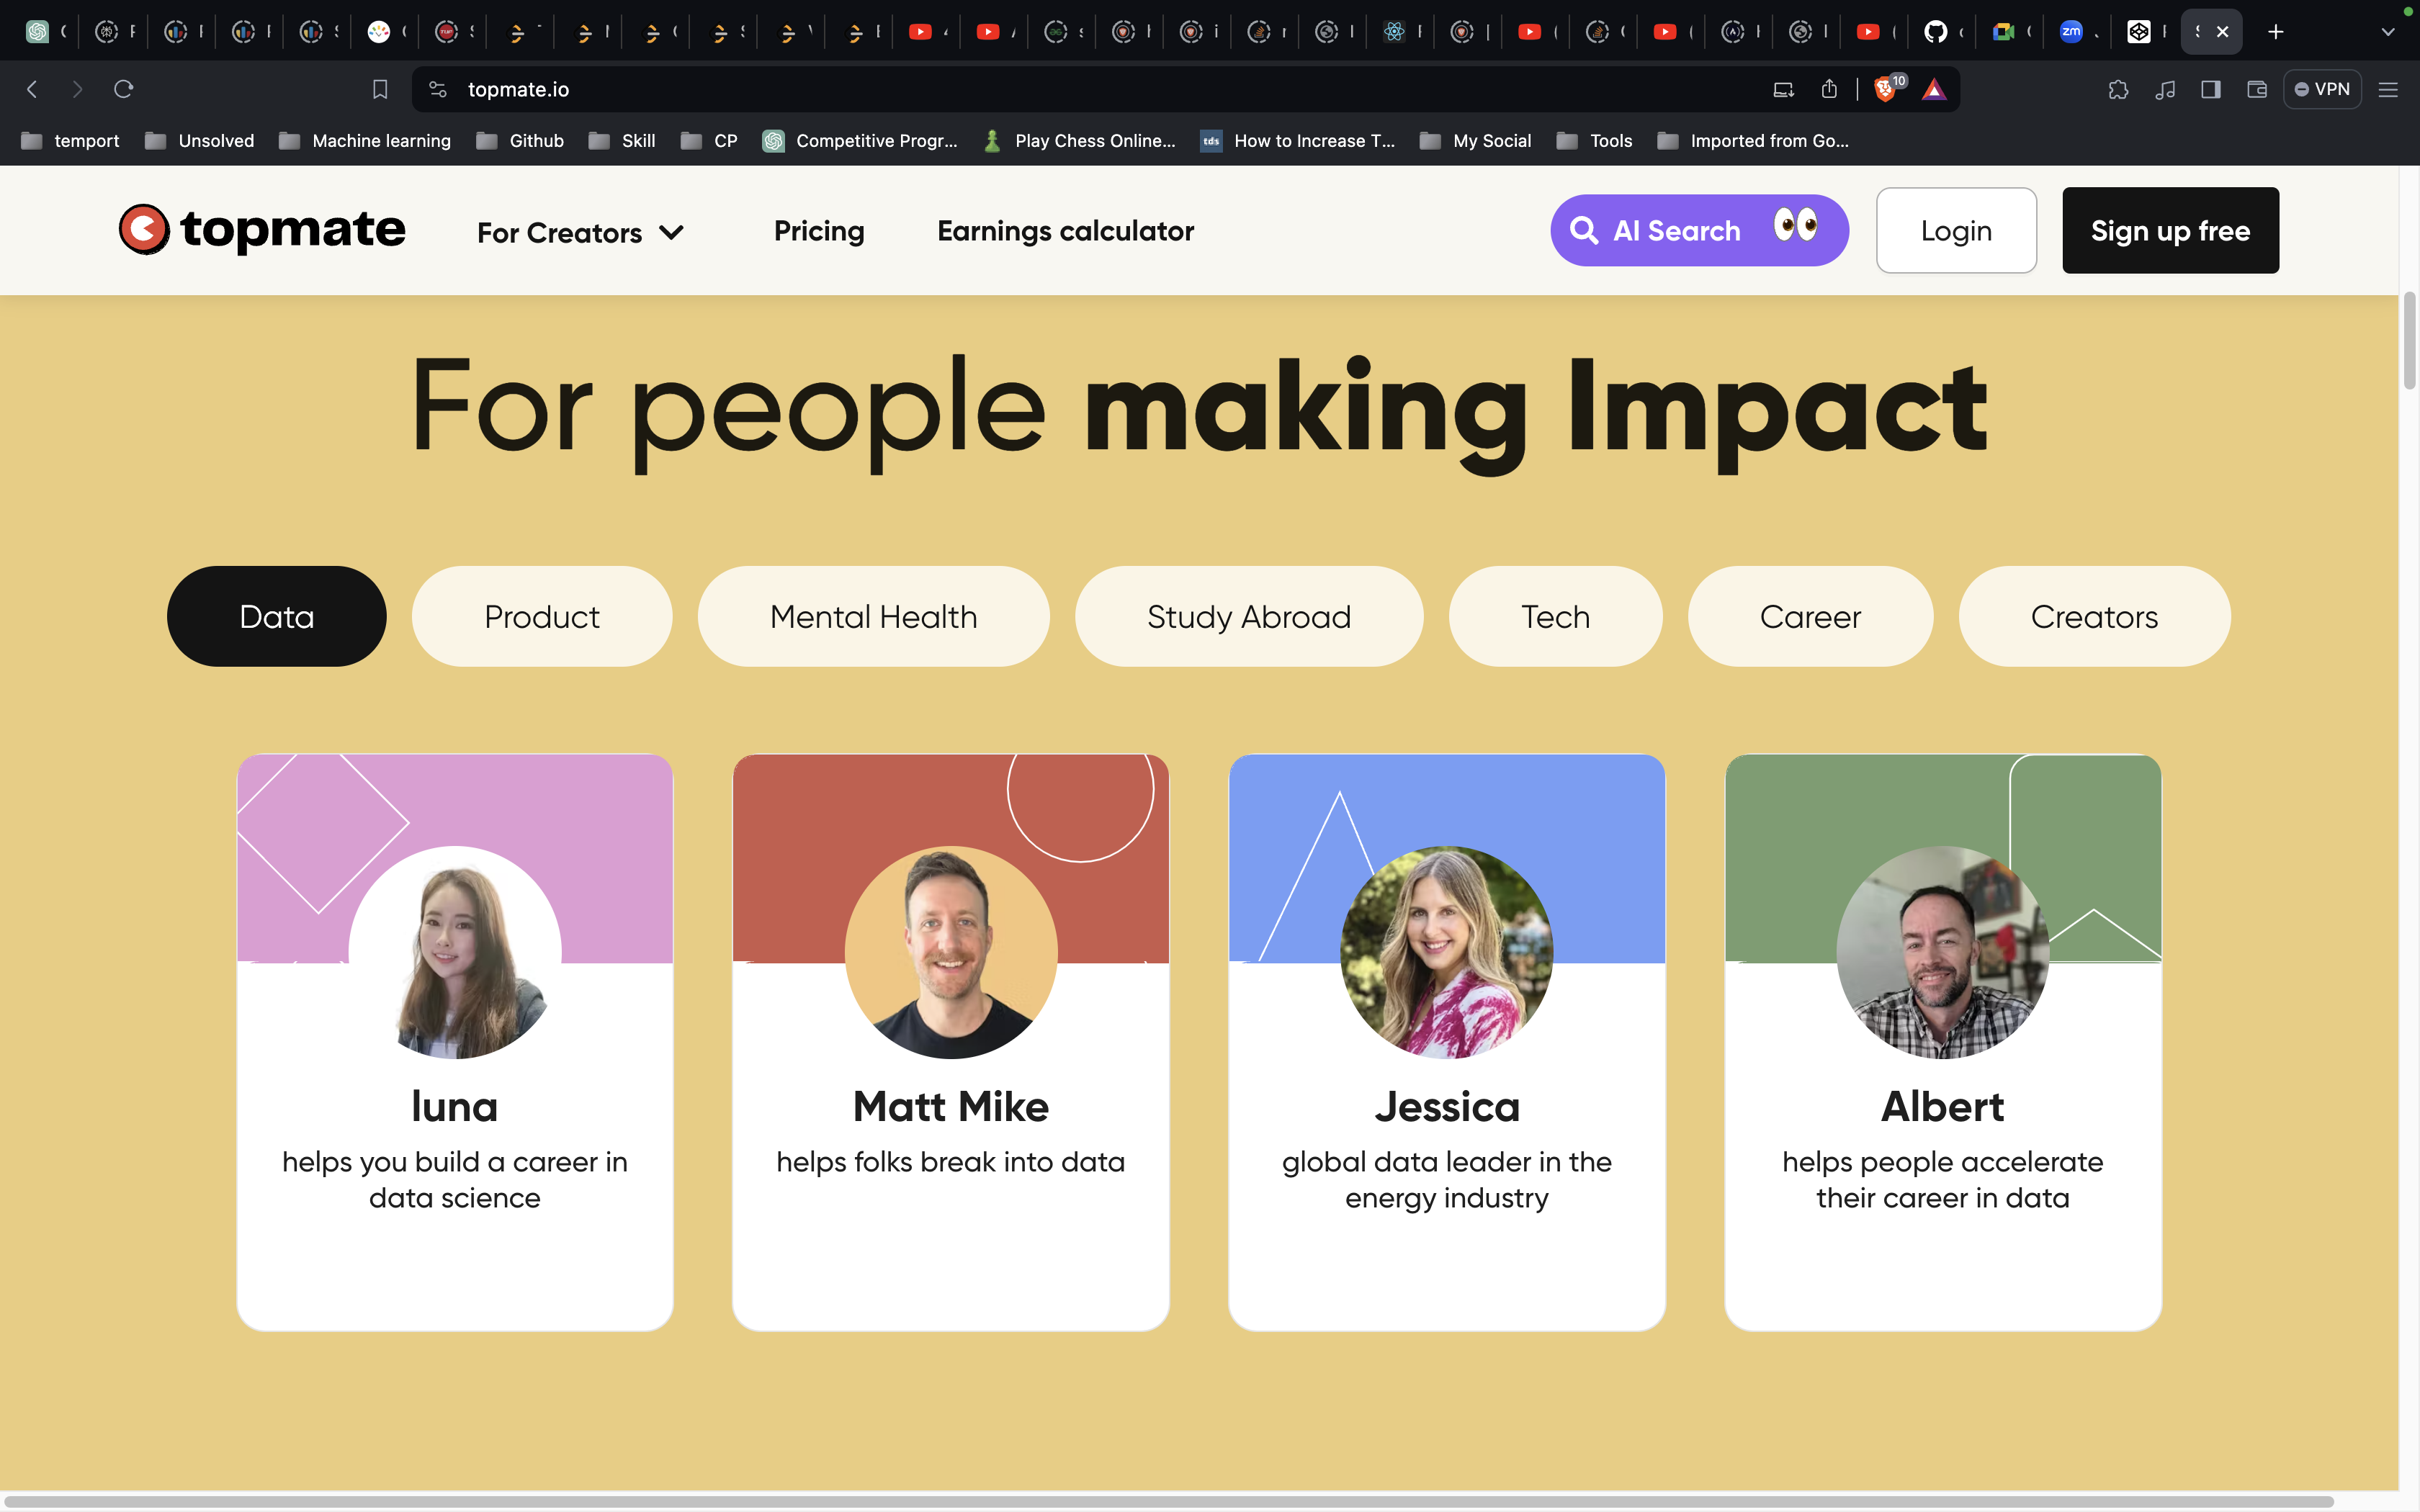 topmate.io
10
VPN
temport
Unsolved
Machine learning
Github
Skill
CP
Competitive Progr...
Play Chess Online...
tds
How to Increase T...
My Social
Tools
Imported from Go...
zm
topmate
For Creators
Pricing
Earnings calculator
AI Search
Login
Sign up free
For people making Impact
Data
Product
Mental Health
Study Abroad
Tech
Career
Creators
luna
helps you build a career in
data science
Matt Mike
helps folks break into data
Jessica
global data leader in the
energy industry
Albert
helps people accelerate
their career in data